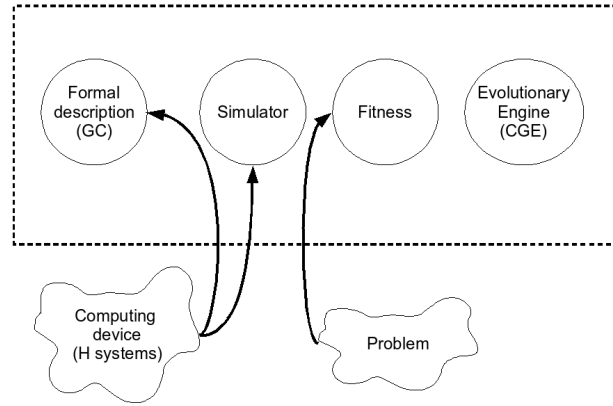 Formal
description
(GC)
Simulator
Fitness
Evolutionary
Engine
(CGE)
Computing
device
(H systems)
Problem